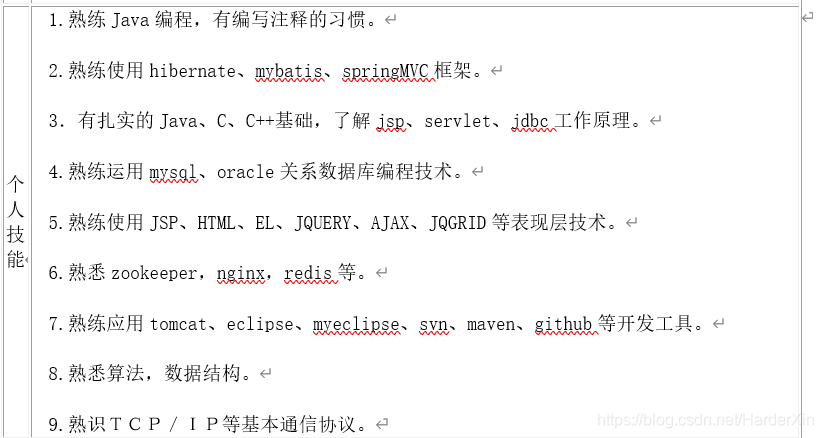 个人技能
1.熟练 Java 编程，有编写注释的习惯。
2.熟练使用 hibernate、mybatis、springMVC 框架。
3．有扎实的 Java、C、C++基础，了解 jsp、servlet、jdbc 工作原理。
4.熟练运用 mysql、oracle 关系数据库编程技术。
5.熟练使用 JSP、HTML、EL、JQUERY、AJAX、JQGRID 等表现层技术。
6.熟悉 zookeeper，nginx，redis 等。
7.熟练应用 tomcat、eclipse、myeclipse、svn、maven、github 等开发工具。
8.熟悉算法，数据结构。
9.熟识ＴＣＰ／ＩＰ等基本通信协议。
https://blog.csdn.net/HarderXin